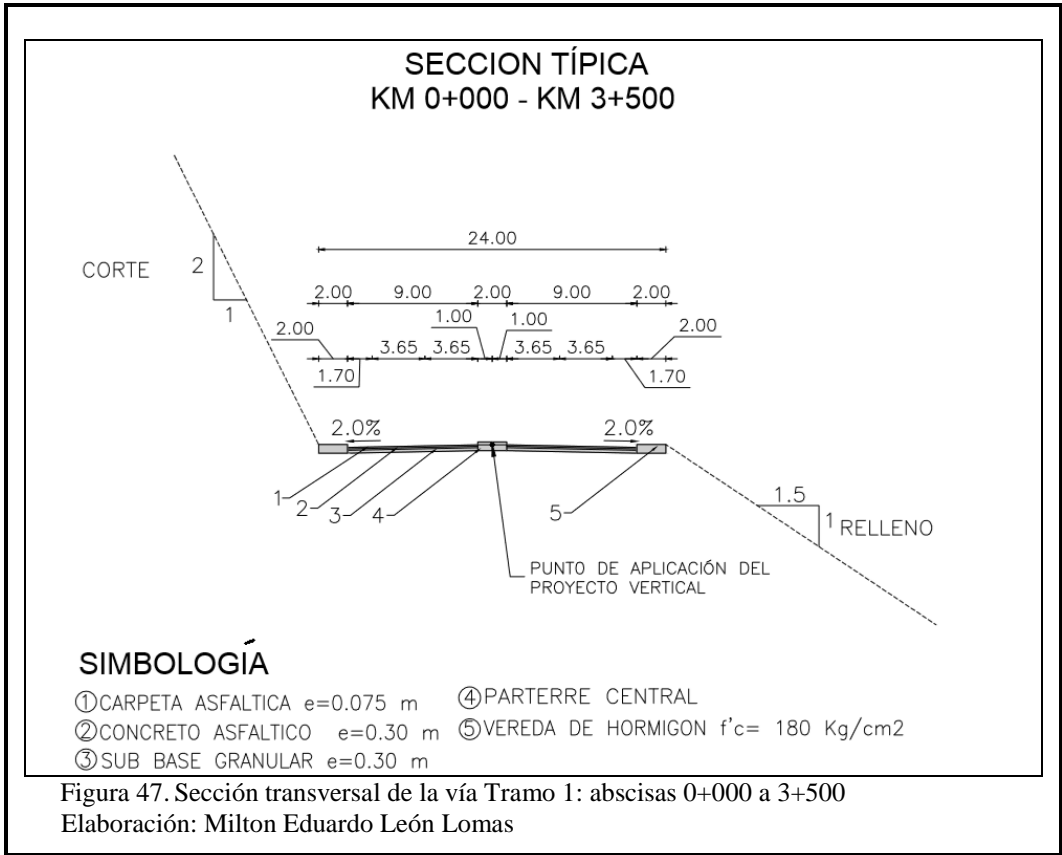 SECCION TÍPICA
KM 0+000 - KM 3+500
24.00
CORTE
2
1
2.00 9.00 2.00 9.00 2.00
1.00 1.00
2.00 2.00
3.65 3.65 3.65 3.65
1.70 1.70
2.0% 2.0%
1 2 3 4 5
1.5
1 RELLENO
PUNTO DE APLICACIÓN DEL
PROYECTO VERTICAL
SIMBOLOGÍA
①CARPETA ASFALTICA e=0.075 m ④PARTERRE CENTRAL
②CONCRETO ASFALTICO e=0.30 m ⑤VEREDA DE HORMIGON f'c= 180 Kg/cm2
③SUB BASE GRANULAR e=0.30 m
Figura 47. Sección transversal de la vía Tramo 1: abscisas 0+000 a 3+500
Elaboración: Milton Eduardo León Lomas